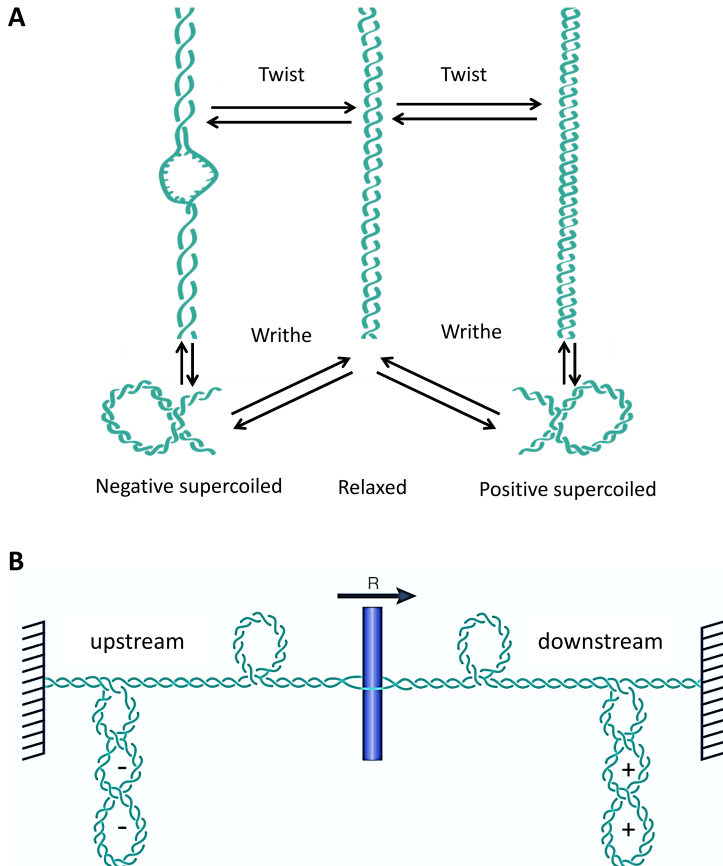 A
Twist
Twist
Writhe
Writhe
Negative supercoiled
Relaxed
Positive supercoiled
B
R
upstream
downstream
-
+
-
+